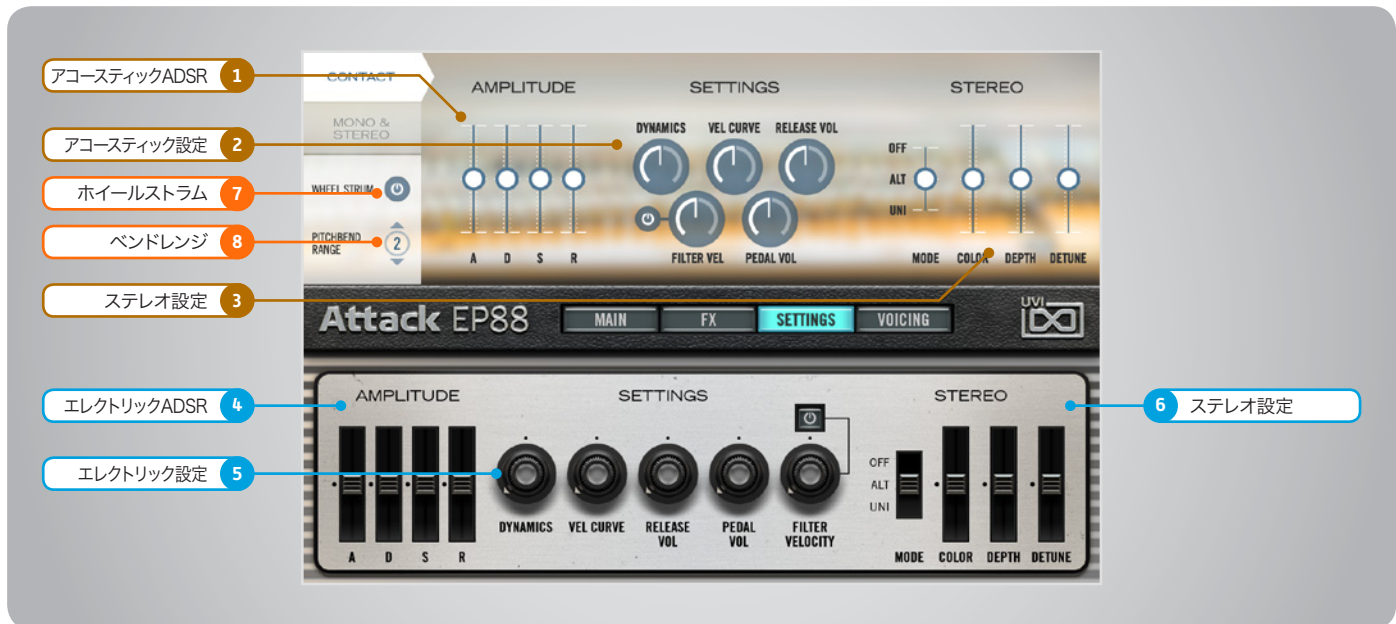 アコースティックADSR 1
アコースティック設定 2
ホイールストラム 7
ベンドレンジ 8
ステレオ設定 3
エレクトリックADSR 4
エレクトリック設定 5
6 ステレオ設定
CONTACT
MONO &
STEREO
WHEEL STRUM
PITCHBEND
RANGE
2
AMPLITUDE
A D S R
SETTINGS
DYNAMICS VEL CURVE RELEASE VOL
FILTER VEL PEDAL VOL
STEREO
OFF
ALT
UNI
MODE COLOR DEPTH DETUNE
Attack EP88
MAIN FX SETTINGS VOICING
UVI
AMPLITUDE
A D S R
SETTINGS
DYNAMICS VEL CURVE RELEASE VOL PEDAL VOL FILTER VELOCITY
STEREO
OFF
ALT
UNI
MODE COLOR DEPTH DETUNE